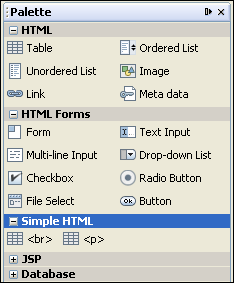 Palette
HTML
Table Ordered List
Unordered List Image
Link Meta data
HTML Forms
Form Text Input
Multi-line Input Drop-down List
Checkbox Radio Button
File Select Button
Simple HTML
<br> <p>
JSP
Database